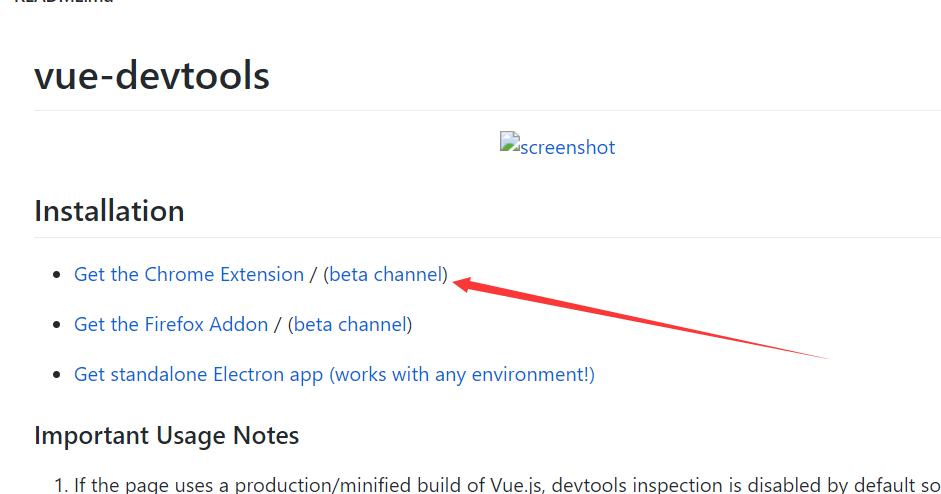 vue-devtools
screenshot
Installation
Get the Chrome Extension / (beta channel)
Get the Firefox Addon / (beta channel)
Get standalone Electron app (works with any environment!)
Important Usage Notes
1. If the page uses a production/minified build of Vue.js, devtools inspection is disabled by default so